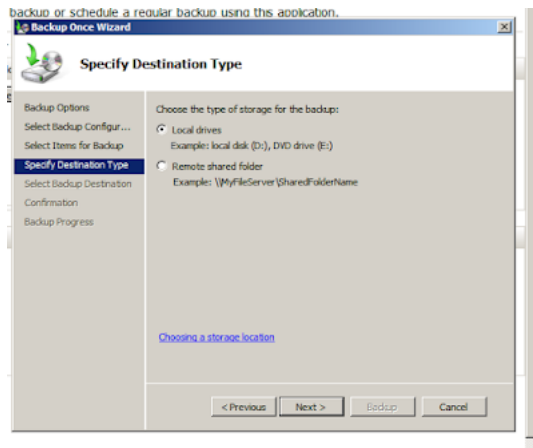 backup or schedule a regular backup using this application.
Backup Once Wizard
Specify Destination Type
Backup Options
Select Backup Configur...
Select Items for Backup
Specify Destination Type
Select Backup Destination
Confirmation
Backup Progress
Choose the type of storage for the backup:
Local drives
Example: local disk (D:), DVD drive (E:)
Remote shared folder
Example: \\MyFileServer\SharedFolderName
Choosing a storage location
< Previous
Next >
Backup
Cancel